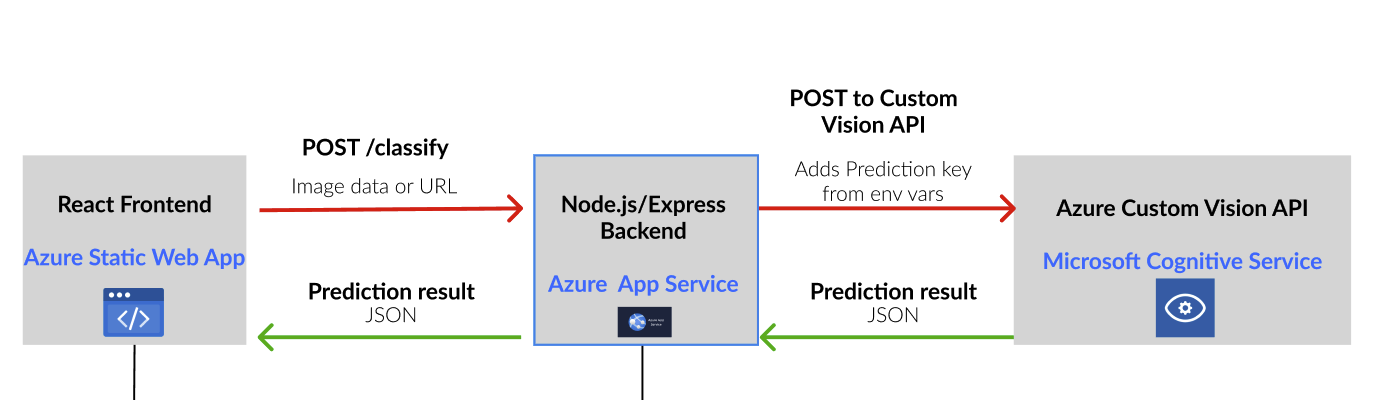 POST to Custom
Vision API
POST /classify
Image data or URL
Adds Prediction key
from env vars
React Frontend
Azure Static Web App
Node.js/Express
Backend
Azure App Service
Azure App
Service
Azure Custom Vision API
Microsoft Cognitive Service
Prediction result
JSON
Prediction result
JSON